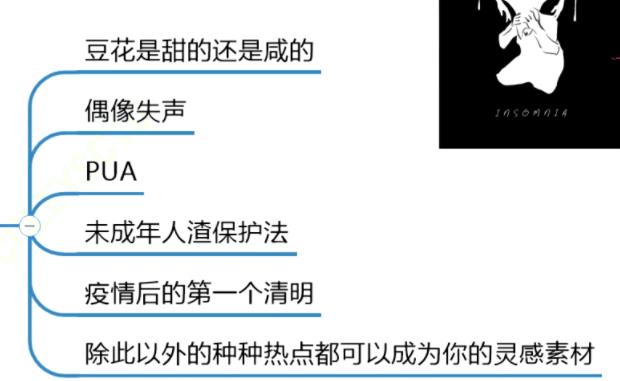 豆花是甜的还是咸的
偶像失声
PUA
未成年人渣保护法
疫情后的第一个清明
除此以外的种种热点都可以成为你的灵感素材
INSOMNIA